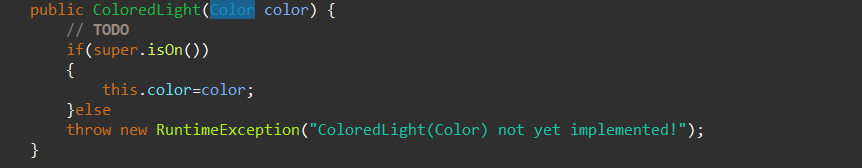 public ColoredLight(Color color) {
    // TODO
    if(super.isOn())
    {
        this.color=color;
    }else
    throw new RuntimeException("ColoredLight(Color) not yet implemented!");
}